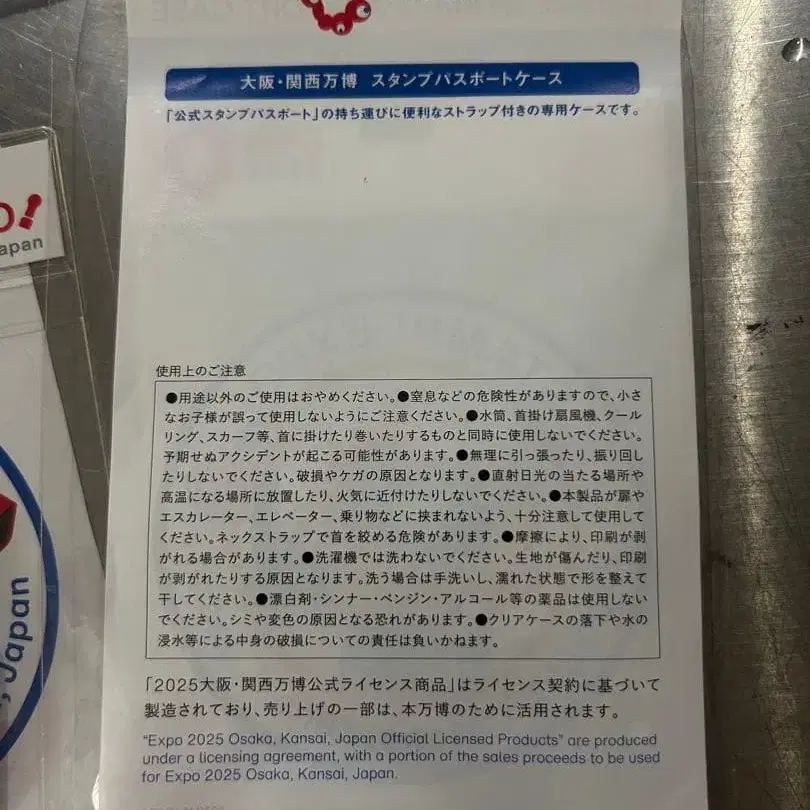 大阪・関西万博 スタンプパスポートケース
「公式スタンプパスポート」の持ち運びに便利なストラップ付きの専用ケースです。
使用上のご注意
●用途以外のご使用はおやめください。●窒息などの危険性がありますので、小さ
なお子様が誤って使用しないようにご注意ください。●水筒、首掛け扇風機、クール
リング、スカーフ等、首に掛けたり巻いたりするものと同時に使用しないでください。
予期せぬアクシデントが起こる可能性があります。●無理に引っ張ったり、振り回し
たりしないでください。破損やケガの原因となります。●直射日光の当たる場所や
高温になる場所に放置したり、火気に近付けたりしないでください。●本製品が扉や
エスカレーター、エレベーター、乗り物などに挟まれないよう、十分注意して使用して
ください。ネックストラップで首を絞める危険があります。●摩擦により、印刷が剥
がれる場合があります。●洗濯機では洗わないでください。生地が傷んだり、印刷
が剥がれたりする原因となります。洗う場合は手洗いし、濡れた状態で形を整えて
干してください。●漂白剤・シンナー・ベンジン・アルコール等の薬品は使用しない
でください。シミや変色の原因となる恐れがあります。●クリアケースの落下や水の
浸水等による中身の破損についての責任は負いかねます。
「2025大阪・関西万博公式ライセンス商品」はライセンス契約に基づいて
製造されており、売り上げの一部は、本万博のために活用されます。
“Expo 2025 Osaka, Kansai, Japan Official Licensed Products” are produced
under a licensing agreement, with a portion of the sales proceeds to be used
for Expo 2025 Osaka, Kansai, Japan.
O!
apan
, Japan